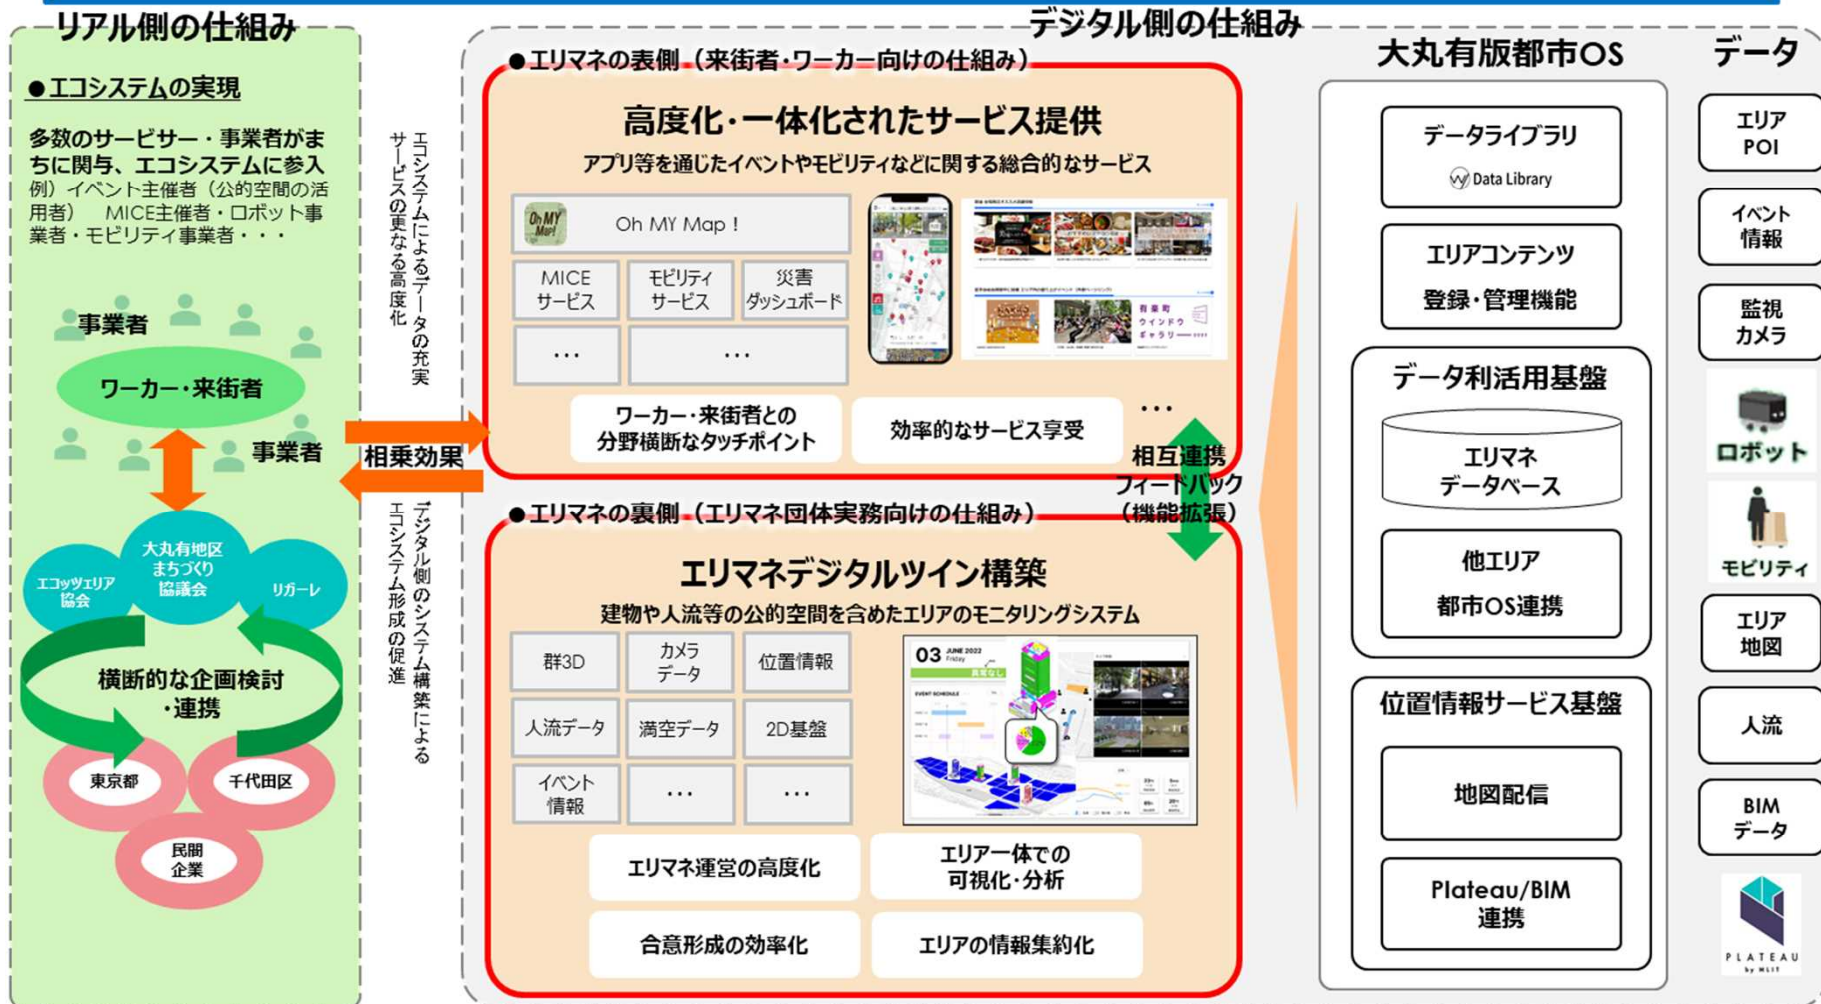 リアル側の仕組み
●エコシステムの実現
多数のサービサー・事業者がま
ちに関与、エコシステムに参入
例）イベント主催者（公的空間の活
用者）　MICE主催者・ロボット事
業者・モビリティ事業者・・・
事業者
ワーカー・来街者
事業者
大丸有地区
まちづくり
協議会
エコッツェリア
協会
リガーレ
横断的な企画検討
・連携
東京都
千代田区
民間
企業
エコシステムによるデータの充実
サービスの更なる高度化
相乗効果
デジタル側のシステム構築による
エコシステム形成の促進
デジタル側の仕組み
●エリマネの表側（来街者・ワーカー向けの仕組み）
高度化・一体化されたサービス提供
アプリ等を通じたイベントやモビリティなどに関する総合的なサービス
Oh MY
Map!
Oh MY Map！
MICE
サービス
モビリティ
サービス
災害
ダッシュボード
…
…
有楽町
ウインドウ
ギャラリー
ワーカー・来街者との
分野横断なタッチポイント
効率的なサービス享受
…
相互連携
フィードバック
（機能拡張）
●エリマネの裏側（エリマネ団体実務向けの仕組み）
エリマネデジタルツイン構築
建物や人流等の公的空間を含めたエリアのモニタリングシステム
群3D
カメラ
データ
位置情報
人流データ
満空データ
2D基盤
イベント
情報
…
…
03 JUNE 2022
Friday
異常なし
EVENT SCHEDULE
エリマネ運営の高度化
エリア一体での
可視化・分析
合意形成の効率化
エリアの情報集約化
大丸有版都市OS
データライブラリ
Data Library
エリアコンテンツ
登録・管理機能
データ利活用基盤
エリマネ
データベース
他エリア
都市OS連携
位置情報サービス基盤
地図配信
Plateau/BIM
連携
データ
エリア
POI
イベント
情報
監視
カメラ
ロボット
モビリティ
エリア
地図
人流
BIM
データ
PLATEAU
by MLIT